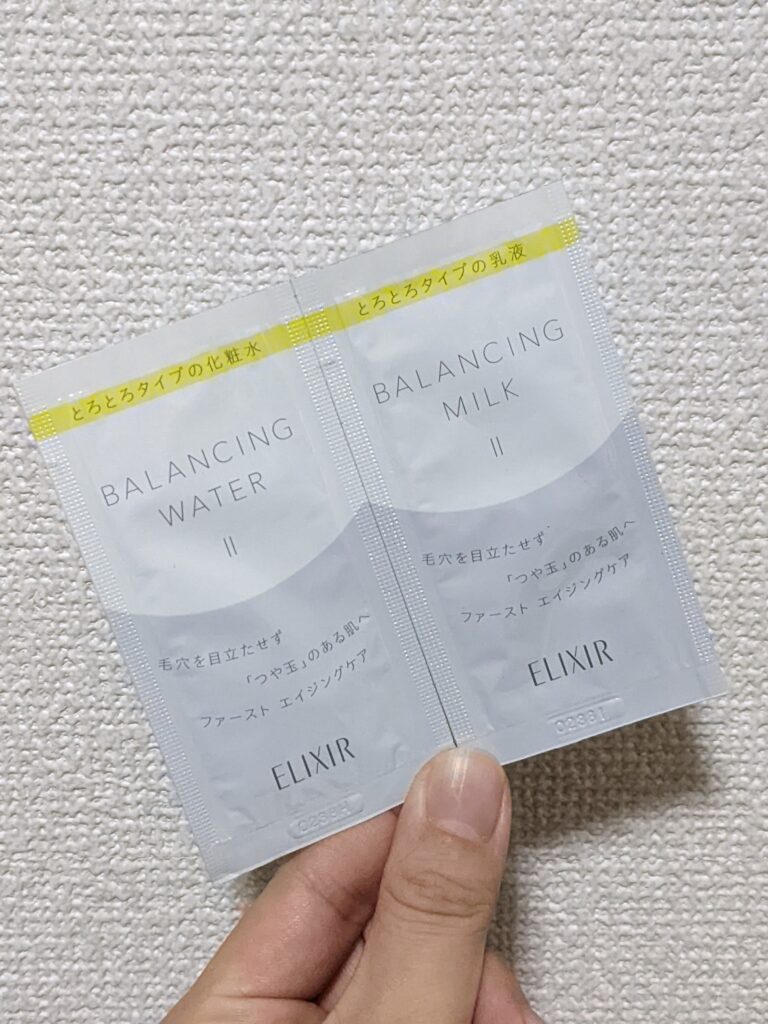 とろとろタイプの化粧水
BALANCING
WATER
II
毛穴を目立たせず
「つや玉」のある肌へ
ファースト エイジングケア
ELIXIR
とろとろタイプの乳液
BALANCING
MILK
II
毛穴を目立たせず
「つや玉」のある肌へ
ファースト エイジングケア
ELIXIR